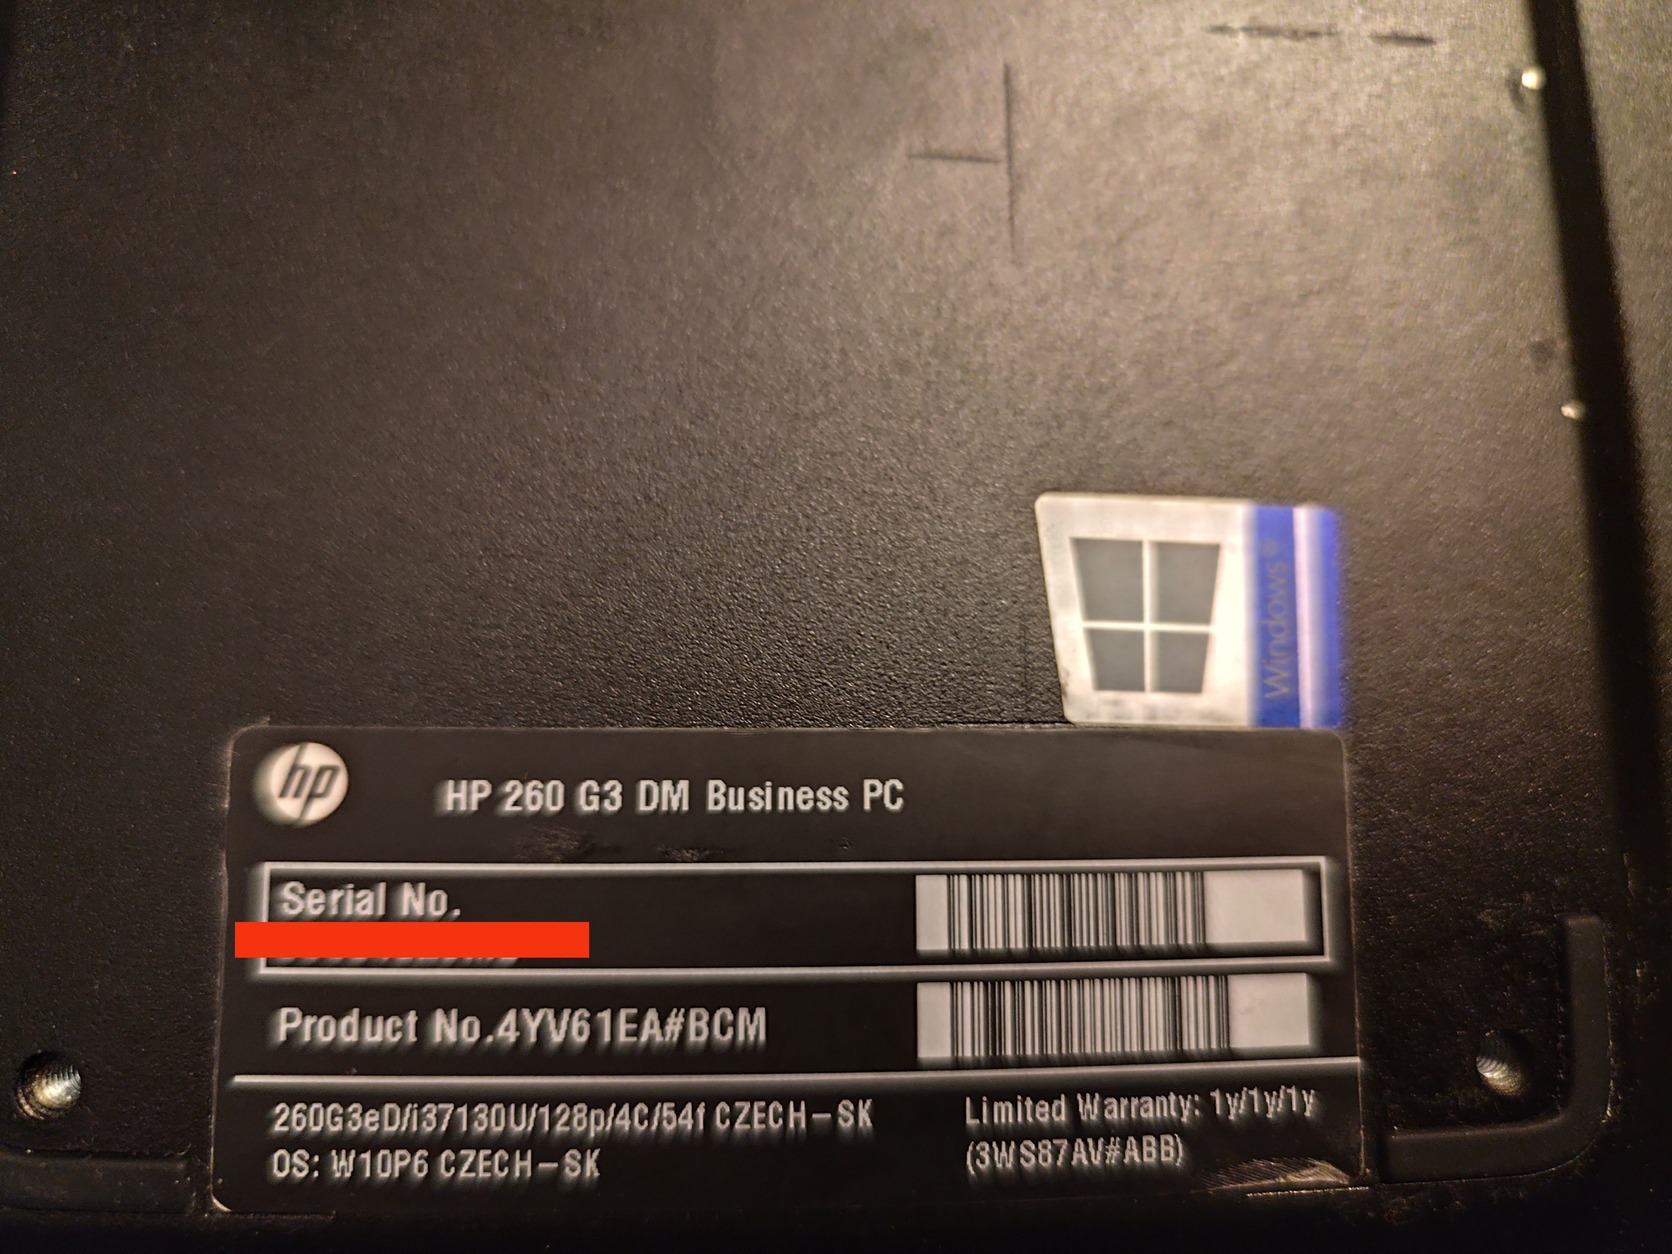 Windows®
hp
HP 260 G3 DM Business PC
Serial No.
Product No.4YV61EA#BCM
260G3eD/i37130U/128p/4C/54f CZECH-SK
OS: W10P6 CZECH-SK
Limited Warranty: 1y/1y/1y
(3WS87AV#ABB)